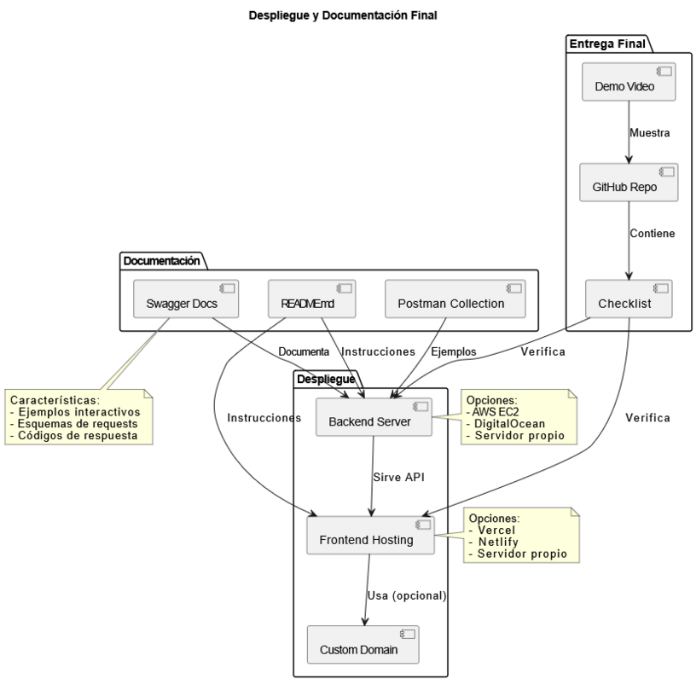 Despliegue y Documentación Final
Entrega Final
Demo Video
Muestra
GitHub Repo
Contiene
Documentación
Swagger Docs
README.md
Postman Collection
Checklist
Documenta
Instrucciones
Ejemplos
Verifica
Despliegue
Características:
- Ejemplos interactivos
- Esquemas de requests
- Códigos de respuesta
Instrucciones
Backend Server
Opciones:
- AWS EC2
- DigitalOcean
- Servidor propio
Verifica
Sirve API
Frontend Hosting
Opciones:
- Vercel
- Netlify
- Servidor propio
Usa (opcional)
Custom Domain